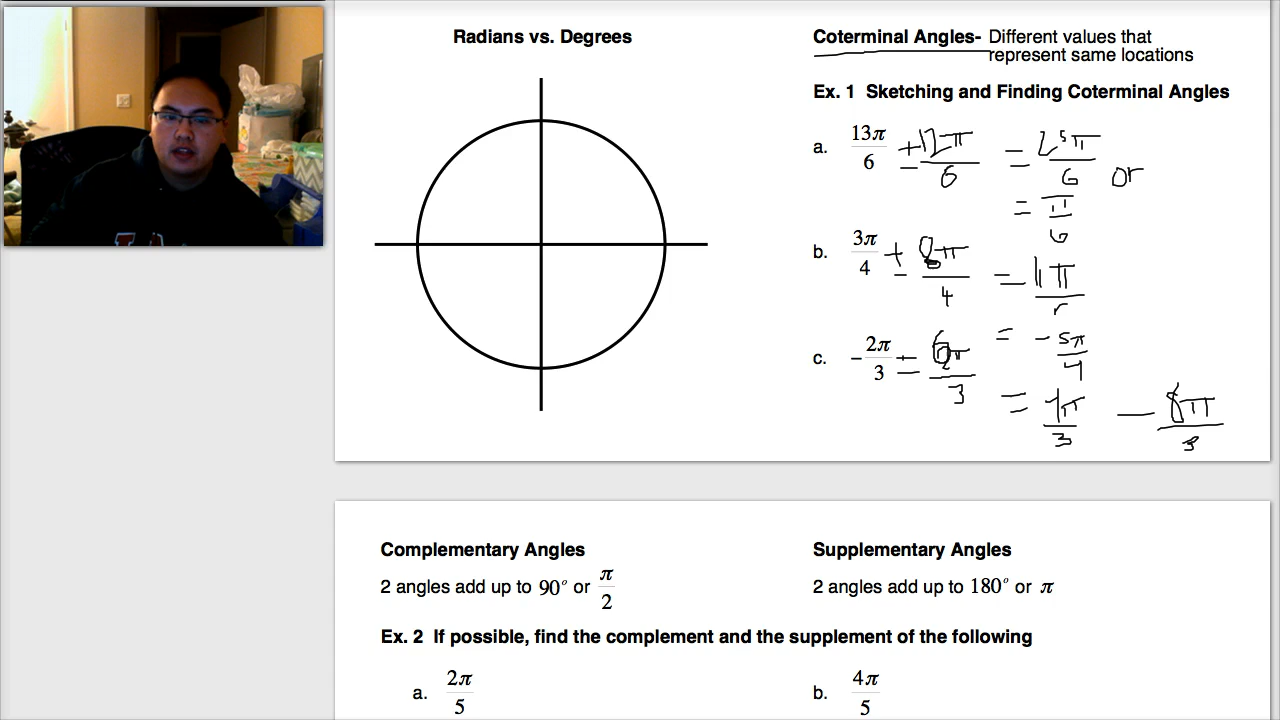 Radians vs. Degrees
Coterminal Angles- Different values that
represent same locations
Ex. 1 Sketching and Finding Coterminal Angles
a. 13π/6 ± 12π/6 = 25π/6 or
= π/6
b. 3π/4 ± 8π/4 = 11π/
= -5π/4
c. -2π/3 ± 6π/3
= 4π/3 - 8π/3
Complementary Angles
2 angles add up to 90° or π/2
Ex. 2 If possible, find the complement and the supplement of the following
a. 2π/5
Supplementary Angles
2 angles add up to 180° or π
b. 4π/5